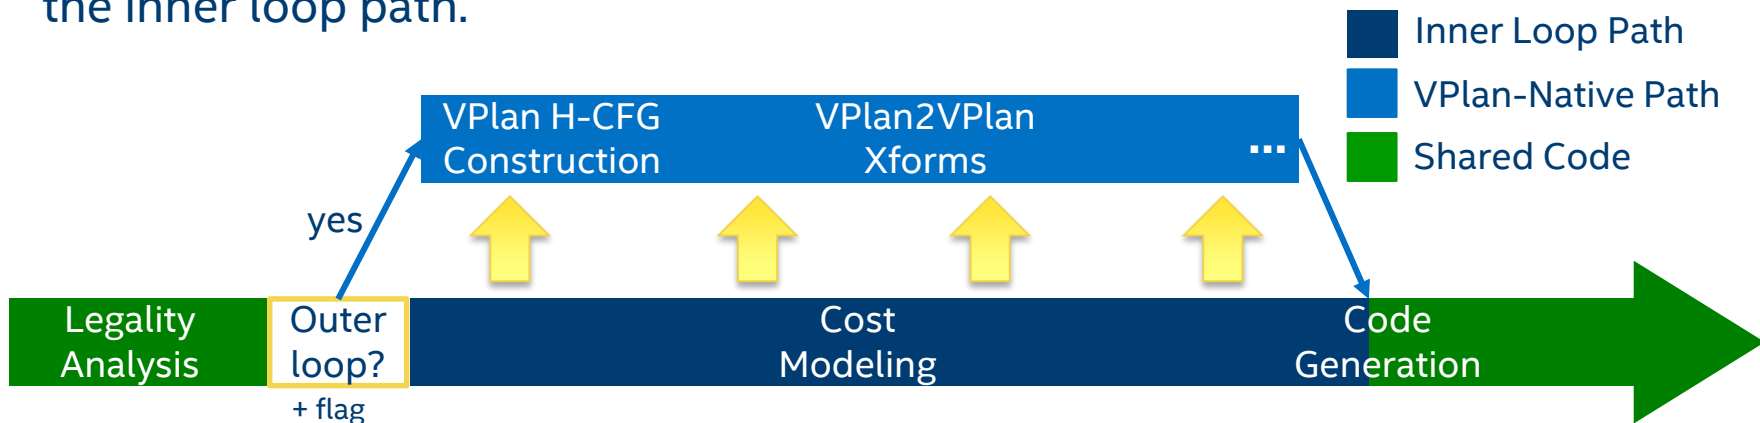 the inner loop path.
Inner Loop Path
VPlan-Native Path
Shared Code
VPlan H-CFG
Construction
VPlan2VPlan
Xforms
...
yes
Legality
Analysis
Outer
loop?
+ flag
Cost
Modeling
Code
Generation